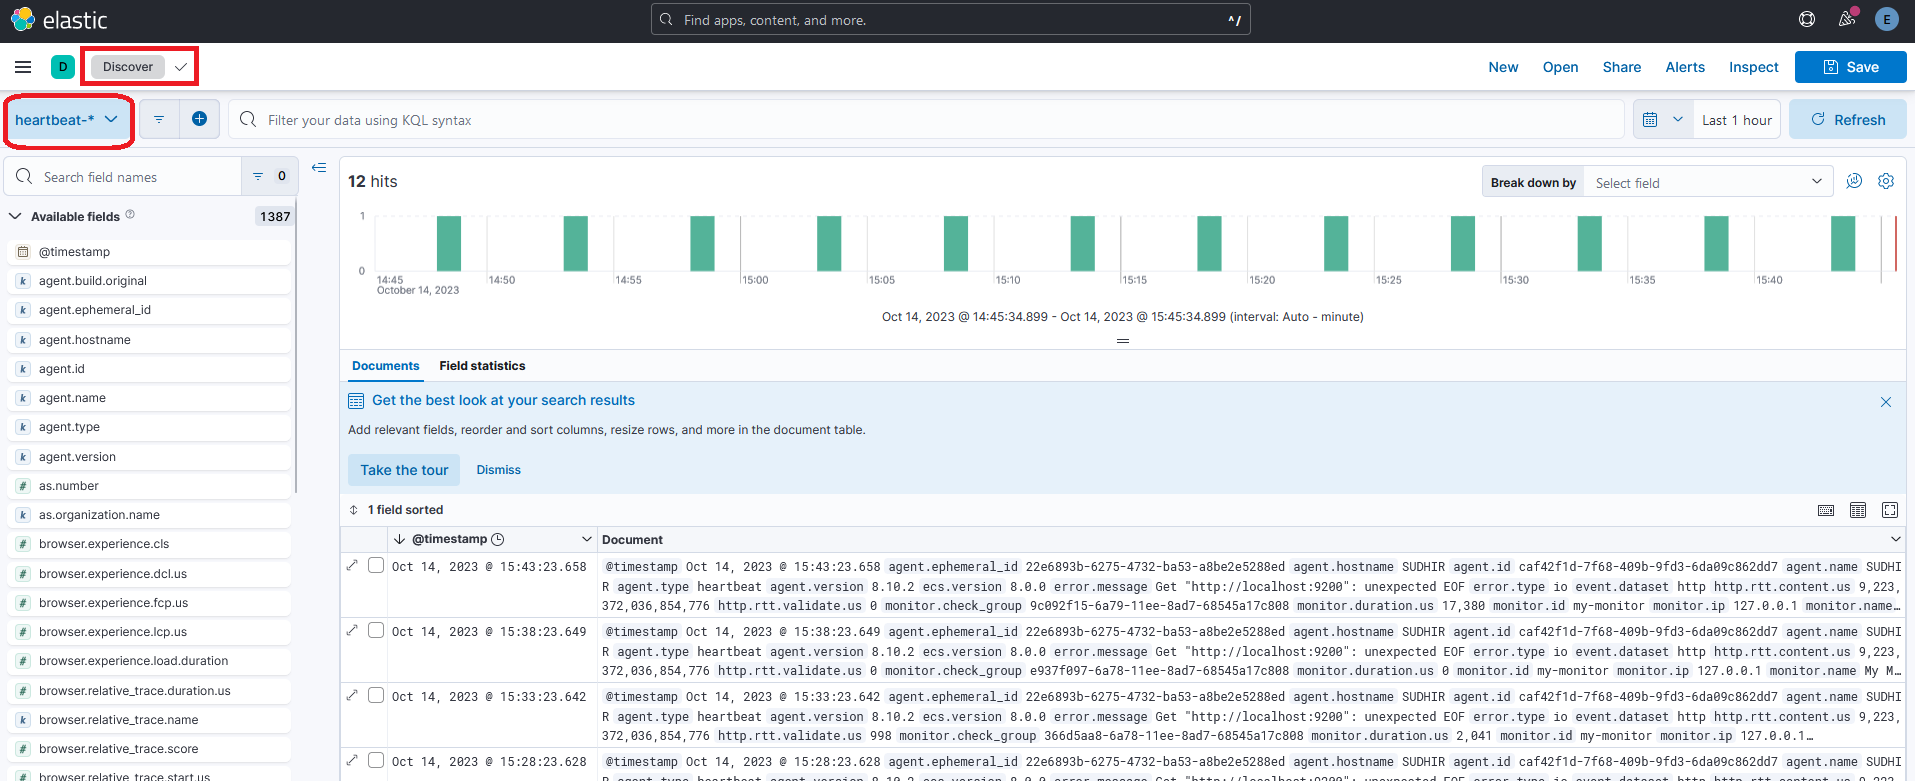 elastic
Find apps, content, and more.
^/
E
D
Discover
New
Open
Share
Alerts
Inspect
Save
heartbeat-*
Filter your data using KQL syntax
Last 1 hour
Refresh
Search field names
0
12 hits
Break down by
Select field
Available fields
1387
1
0
14:45
October 14, 2023
14:50
14:55
15:00
15:05
15:10
15:15
15:20
15:25
15:30
15:35
15:40
Oct 14, 2023 @ 14:45:34.899 - Oct 14, 2023 @ 15:45:34.899 (interval: Auto - minute)
@timestamp
k agent.build.original
k agent.ephemeral_id
k agent.hostname
k agent.id
k agent.name
k agent.type
k agent.version
# as.number
k as.organization.name
# browser.experience.cls
# browser.experience.dcl.us
# browser.experience.fcp.us
# browser.experience.lcp.us
# browser.experience.load.duration
# browser.relative_trace.duration.us
k browser.relative_trace.name
# browser.relative_trace.score
browser.relative_trace.start.us
Documents
Field statistics
Get the best look at your search results
Add relevant fields, reorder and sort columns, resize rows, and more in the document table.
Take the tour
Dismiss
1 field sorted
@timestamp
Document
Oct 14, 2023 @ 15:43:23.658
@timestamp Oct 14, 2023 @ 15:43:23.658 agent.ephemeral_id 22e6893b-6275-4732-ba53-a8be2e5288ed agent.hostname SUDHIR agent.id caf42f1d-7f68-409b-9fd3-6da09c862dd7 agent.name SUDHI
R agent.type heartbeat agent.version 8.10.2 ecs.version 8.0.0 error.message Get "http://localhost:9200": unexpected EOF error.type io event.dataset http http.rtt.content.us 9,223,
372,036,854,776 http.rtt.validate.us 0 monitor.check_group 9c092f15-6a79-11ee-8ad7-68545a17c808 monitor.duration.us 17,380 monitor.id my-monitor monitor.ip 127.0.0.1 monitor.name…
Oct 14, 2023 @ 15:38:23.649
@timestamp Oct 14, 2023 @ 15:38:23.649 agent.ephemeral_id 22e6893b-6275-4732-ba53-a8be2e5288ed agent.hostname SUDHIR agent.id caf42f1d-7f68-409b-9fd3-6da09c862dd7 agent.name SUDHI
R agent.type heartbeat agent.version 8.10.2 ecs.version 8.0.0 error.message Get "http://localhost:9200": unexpected EOF error.type io event.dataset http http.rtt.content.us 9,223,
372,036,854,776 http.rtt.validate.us 0 monitor.check_group e937f097-6a78-11ee-8ad7-68545a17c808 monitor.duration.us 0 monitor.id my-monitor monitor.ip 127.0.0.1 monitor.name My M…
Oct 14, 2023 @ 15:33:23.642
@timestamp Oct 14, 2023 @ 15:33:23.642 agent.ephemeral_id 22e6893b-6275-4732-ba53-a8be2e5288ed agent.hostname SUDHIR agent.id caf42f1d-7f68-409b-9fd3-6da09c862dd7 agent.name SUDHI
R agent.type heartbeat agent.version 8.10.2 ecs.version 8.0.0 error.message Get "http://localhost:9200": unexpected EOF error.type io event.dataset http http.rtt.content.us 9,223,
372,036,854,776 http.rtt.validate.us 998 monitor.check_group 366d5aa8-6a78-11ee-8ad7-68545a17c808 monitor.duration.us 2,041 monitor.id my-monitor monitor.ip 127.0.0.1…
Oct 14, 2023 @ 15:28:23.628
@timestamp Oct 14, 2023 @ 15:28:23.628 agent.ephemeral_id 22e6893b-6275-4732-ba53-a8be2e5288ed agent.hostname SUDHIR agent.id caf42f1d-7f68-409b-9fd3-6da09c862dd7 agent.name SUDHI